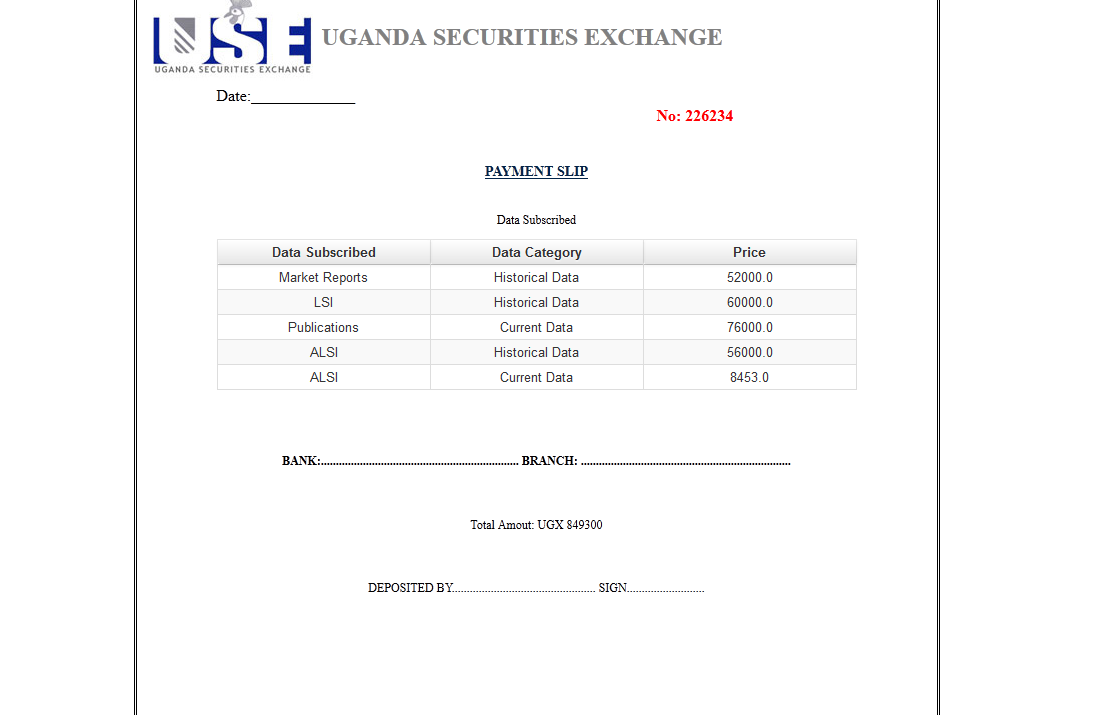 USE
UGANDA SECURITIES EXCHANGE
UGANDA SECURITIES EXCHANGE
Date:_____________
No: 226234
PAYMENT SLIP
Data Subscribed
Data Subscribed Data Category Price
Market Reports Historical Data 52000.0
LSI Historical Data 60000.0
Publications Current Data 76000.0
ALSI Historical Data 56000.0
ALSI Current Data 8453.0
BANK:.................................................................. BRANCH: ......................................................................
Total Amout: UGX 849300
DEPOSITED BY................................................ SIGN..........................